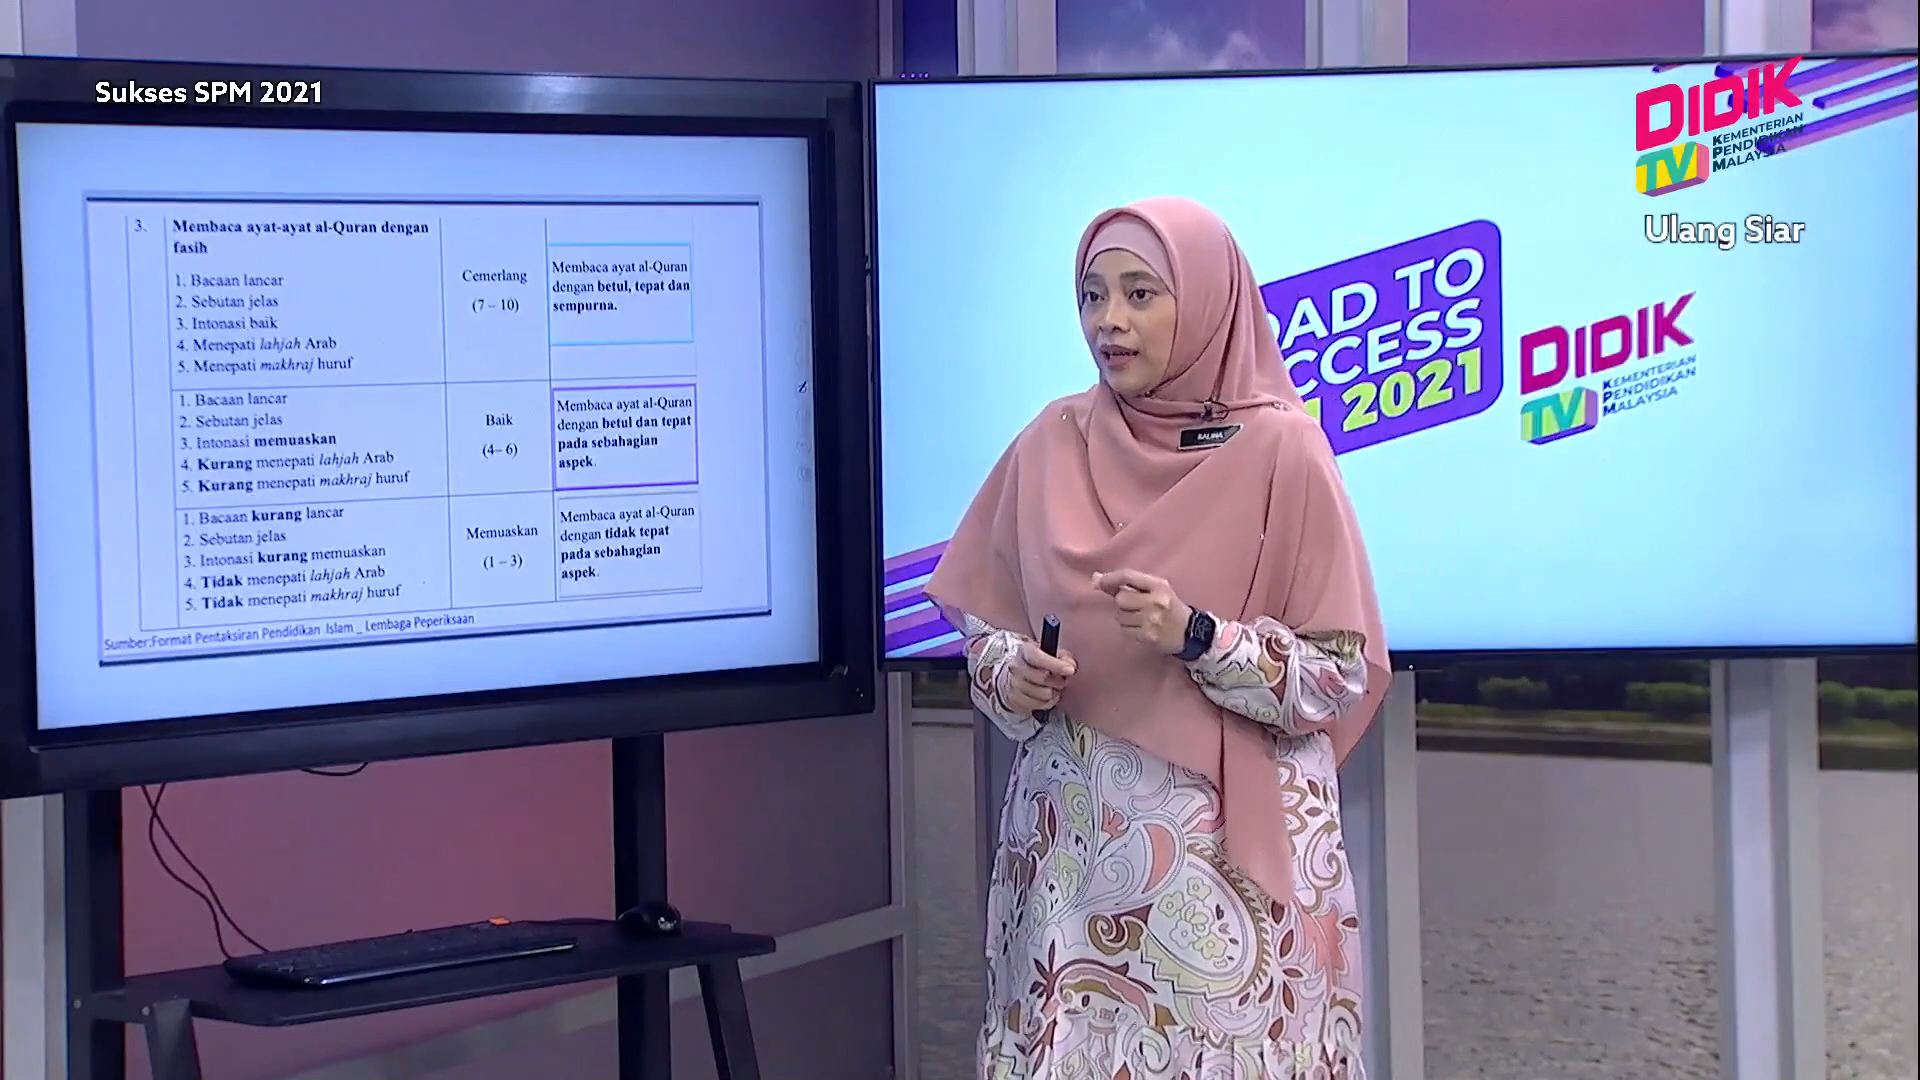 Sukses SPM 2021
3.
Membaca ayat-ayat al-Quran dengan
fasih
1. Bacaan lancar
2. Sebutan jelas
3. Intonasi baik
4. Menepati lahjah Arab
5. Menepati makhraj huruf
Cemerlang
(7 – 10)
Membaca ayat al-Quran
dengan betul, tepat dan
sempurna.
1. Bacaan lancar
2. Sebutan jelas
3. Intonasi memuaskan
4. Kurang menepati lahjah Arab
5. Kurang menepati makhraj huruf
Baik
(4– 6)
Membaca ayat al-Quran
dengan betul dan tepat
pada sebahagian
aspek.
1. Bacaan kurang lancar
2. Sebutan jelas
3. Intonasi kurang memuaskan
4. Tidak menepati lahjah Arab
5. Tidak menepati makhraj huruf
Memuaskan
(1 – 3)
Membaca ayat al-Quran
dengan tidak tepat
pada sebahagian
aspek.
Sumber:Format Pentaksiran Pendidikan Islam _ Lembaga Peperiksaan
DIDIK
TV
KEMENTERIAN
PENDIDIKAN
MALAYSIA
Ulang Siar
OAD TO
CCESS
2021
DIDIK
TV
KEMENTERIAN
PENDIDIKAN
MALAYSIA
SALINA